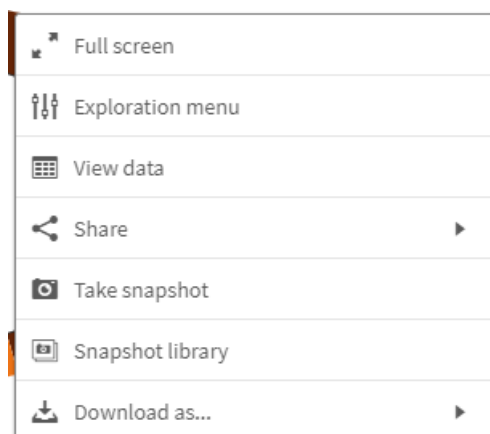 Full screen
Exploration menu
View data
Share
Take snapshot
Snapshot library
Download as...